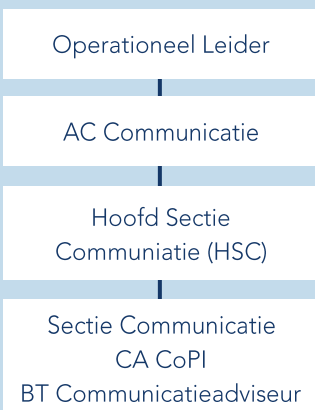 Operationeel Leider
AC Communicatie
Hoofd Sectie
Communiatie (HSC)
Sectie Communicatie
CA CoPI
BT Communicatieadviseur